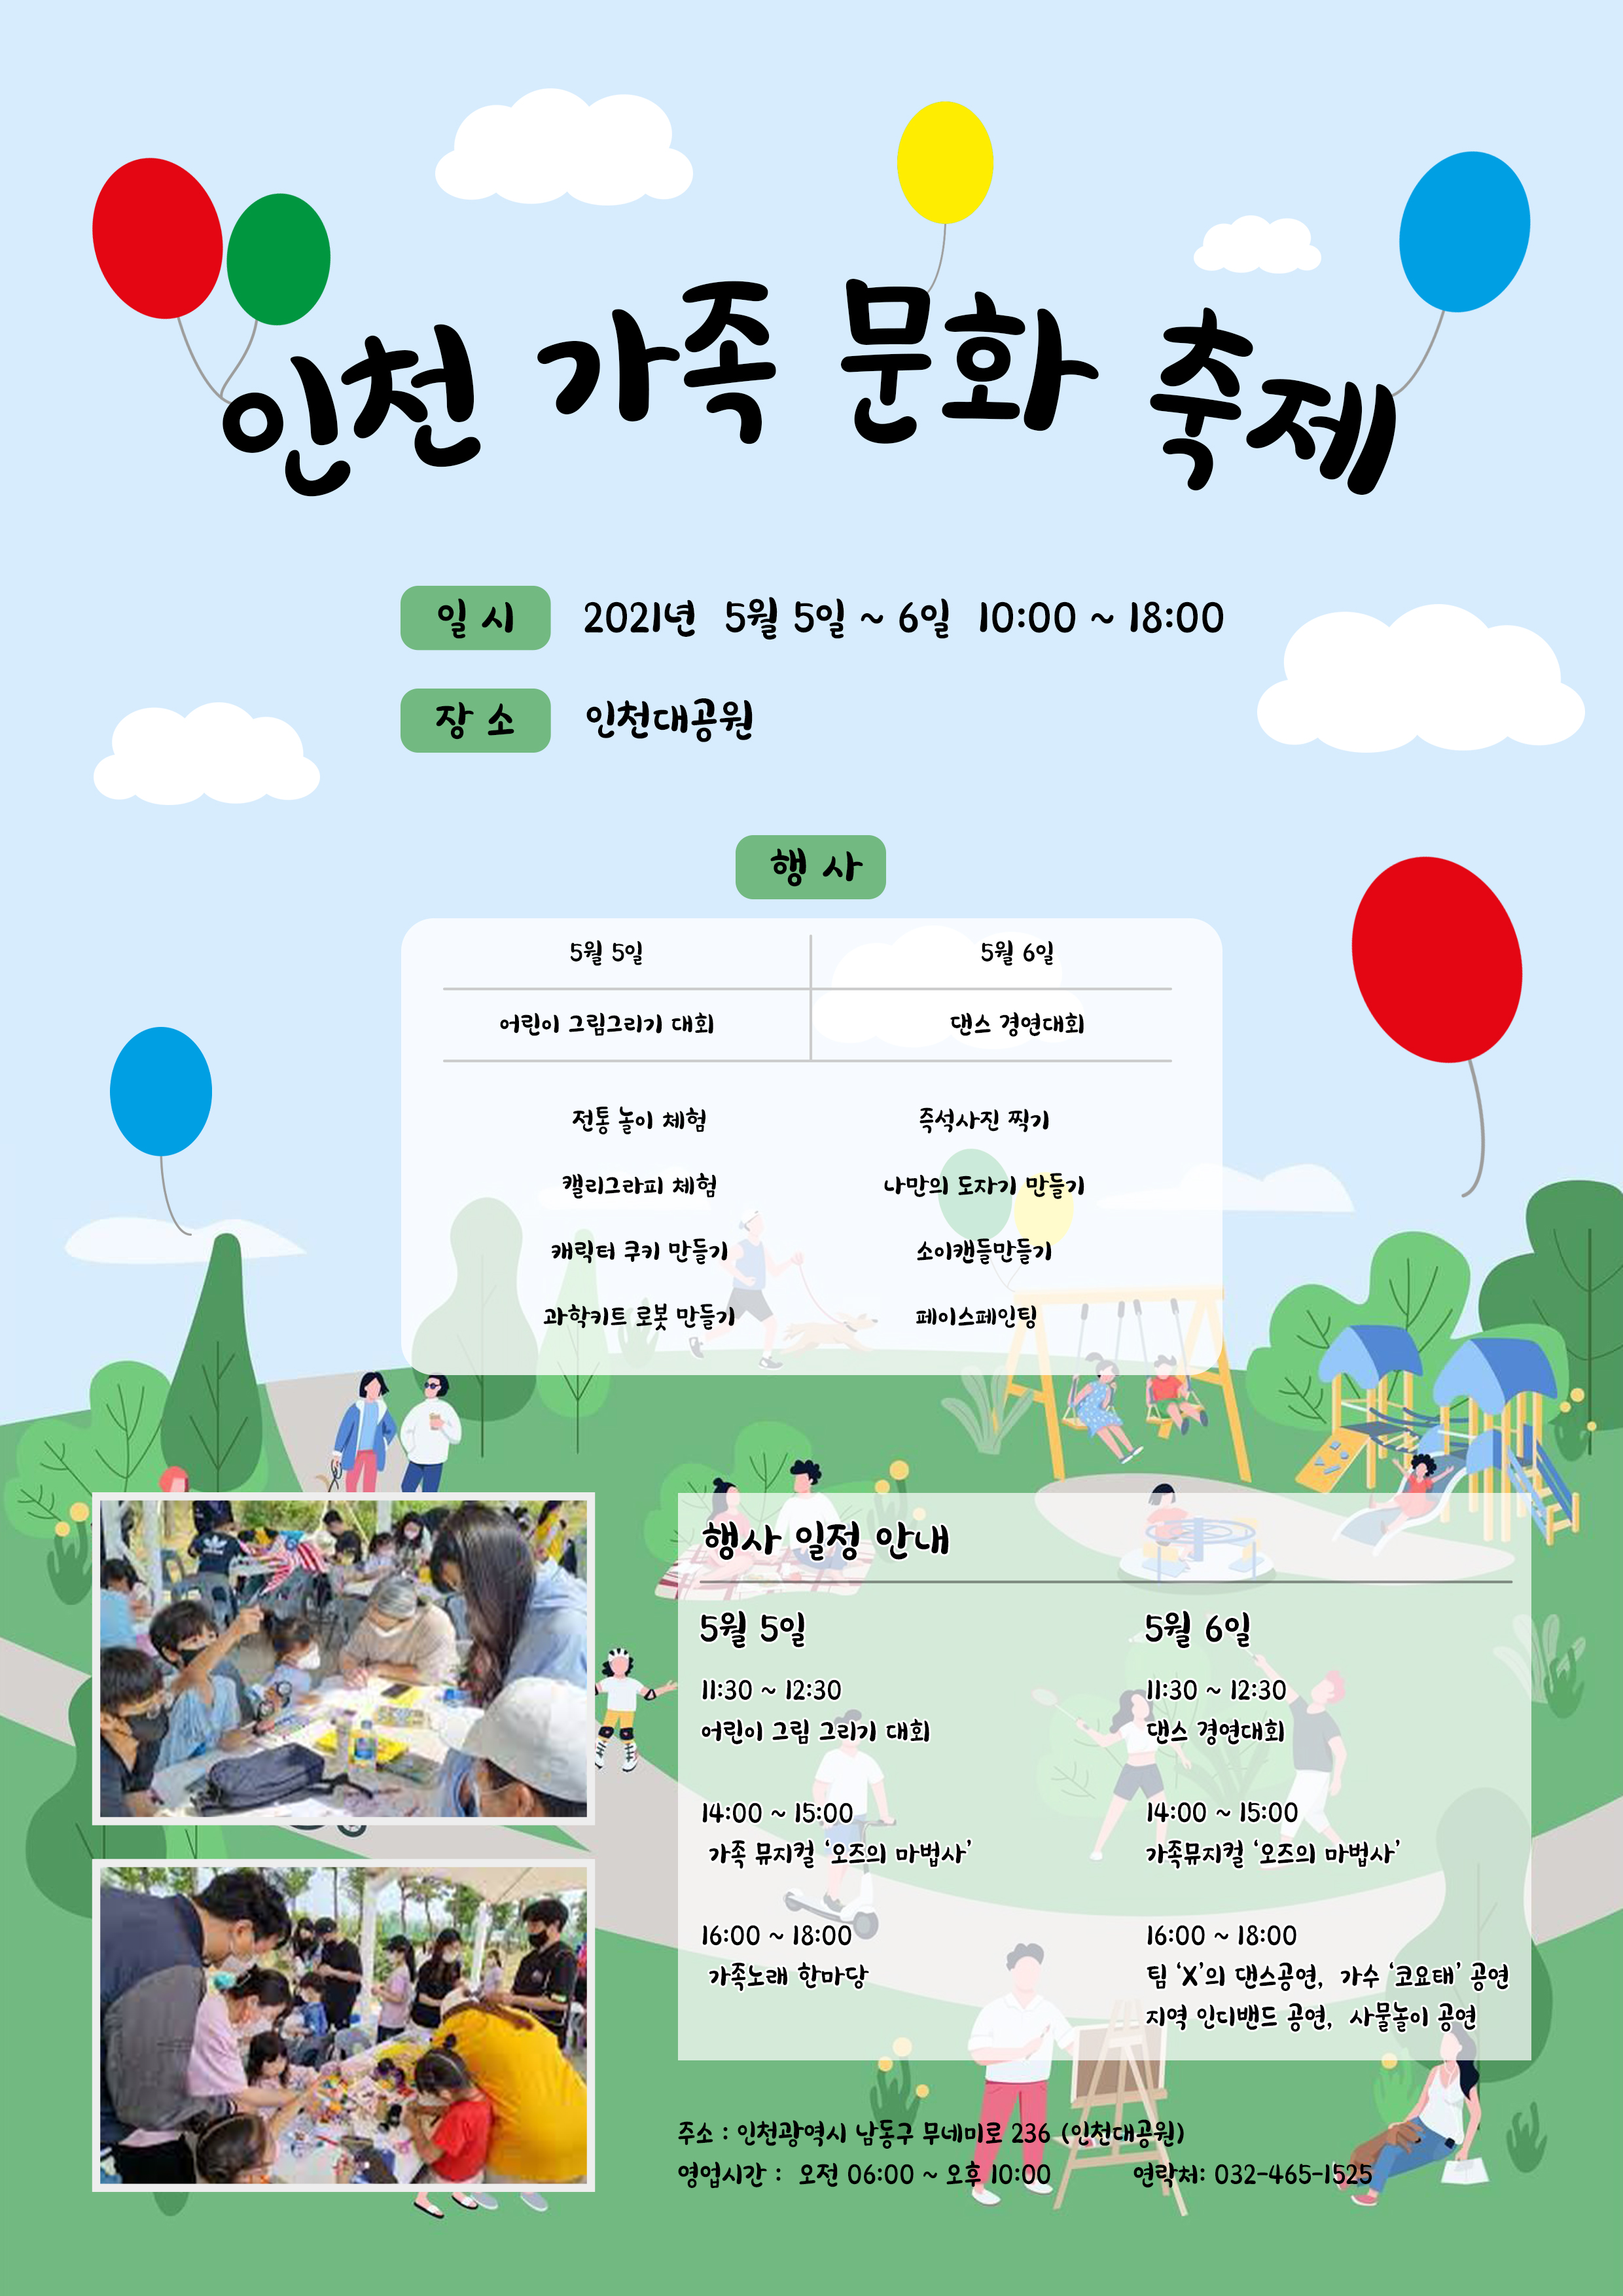 인천 가족 문화 축제
일 시 2021년 5월 5일 ~ 6일 10:00 ~ 18:00
장 소 인천대공원
행 사
5월 5일 5월 6일
어린이 그림그리기 대회 댄스 경연대회
전통 놀이 체험 즉석사진 찍기
캘리그라피 체험 나만의 도자기 만들기
캐릭터 쿠키 만들기 소이캔들만들기
과학키트 로봇 만들기 페이스페인팅
행사 일정 안내
5월 5일
11:30 ~ 12:30
어린이 그림 그리기 대회
14:00 ~ 15:00
가족 뮤지컬 ‘오즈의 마법사’
16:00 ~ 18:00
가족노래 한마당
5월 6일
11:30 ~ 12:30
댄스 경연대회
14:00 ~ 15:00
가족뮤지컬 ‘오즈의 마법사’
16:00 ~ 18:00
팀 ‘X’의 댄스공연, 가수 ‘코요태’ 공연
지역 인디밴드 공연, 사물놀이 공연
주소 : 인천광역시 남동구 무네미로 236 (인천대공원)
영업시간 : 오전 06:00 ~ 오후 10:00 연락처: 032-465-1525